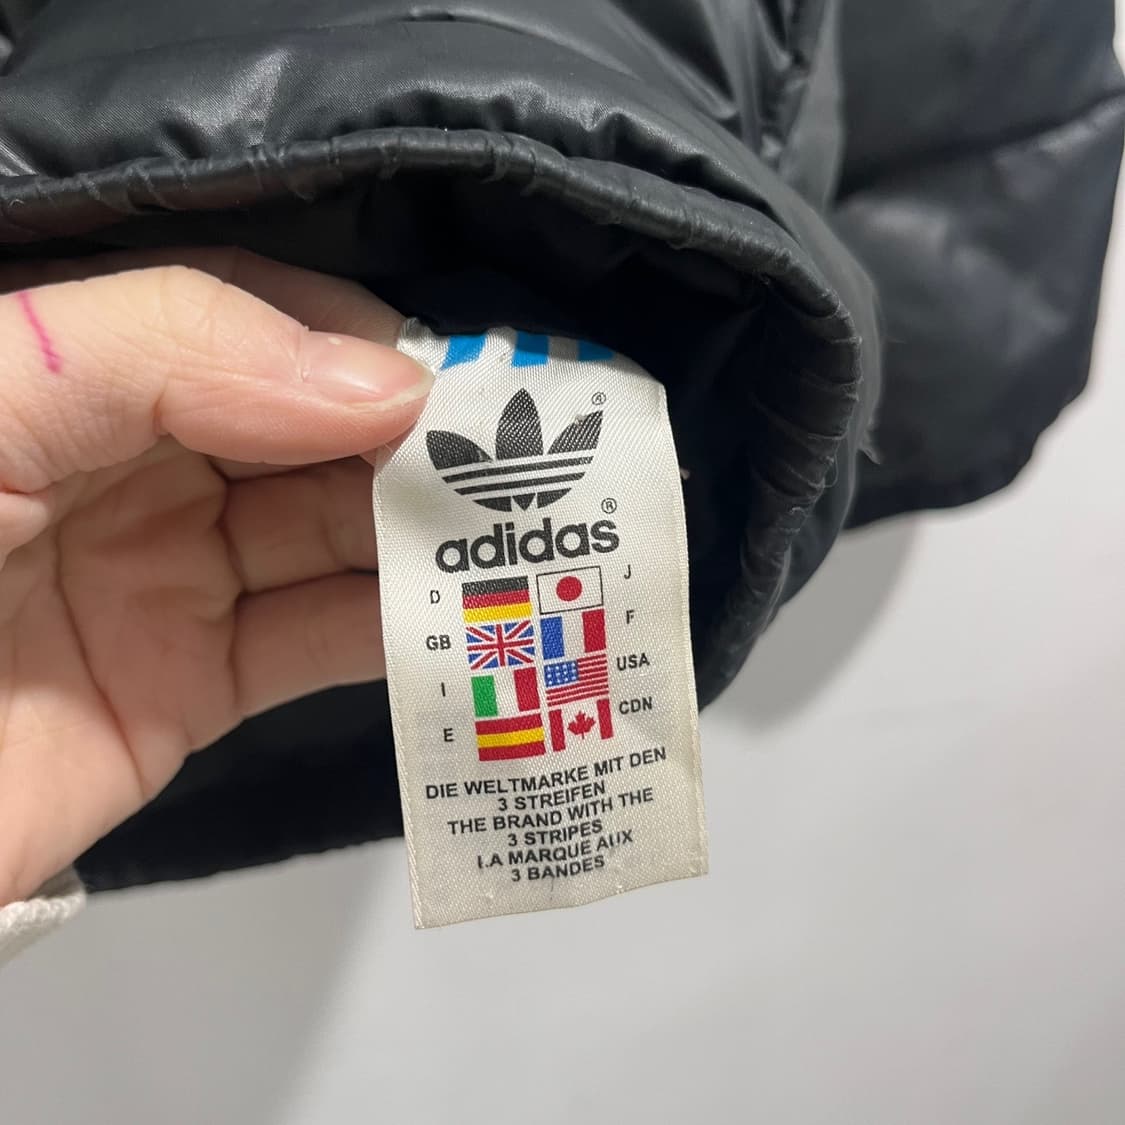 ®
adidas®
D J
GB F
I USA
E CDN
DIE WELTMARKE MIT DEN
3 STREIFEN
THE BRAND WITH THE
3 STRIPES
LA MARQUE AUX
3 BANDES